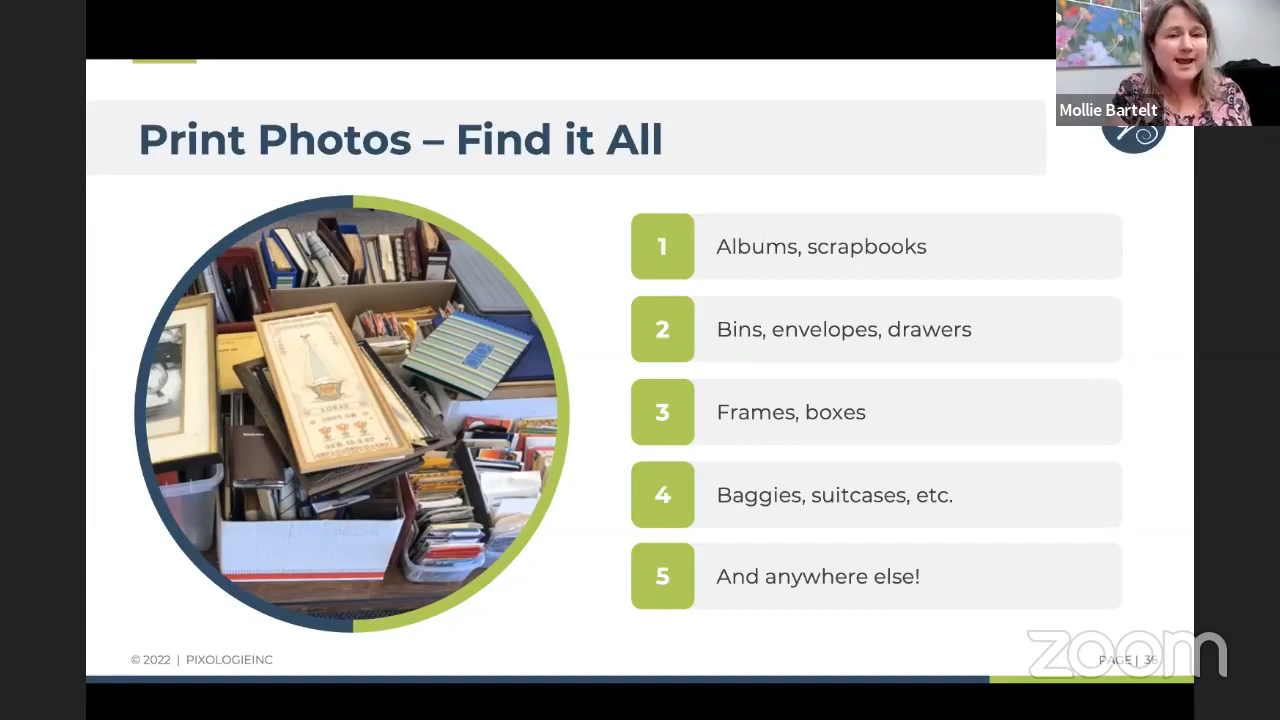 Mollie Bartelt
Print Photos – Find it All
1 Albums, scrapbooks
2 Bins, envelopes, drawers
3 Frames, boxes
4 Baggies, suitcases, etc.
5 And anywhere else!
© 2022 | PIXOLOGIEINC
PAGE | 36
zoom